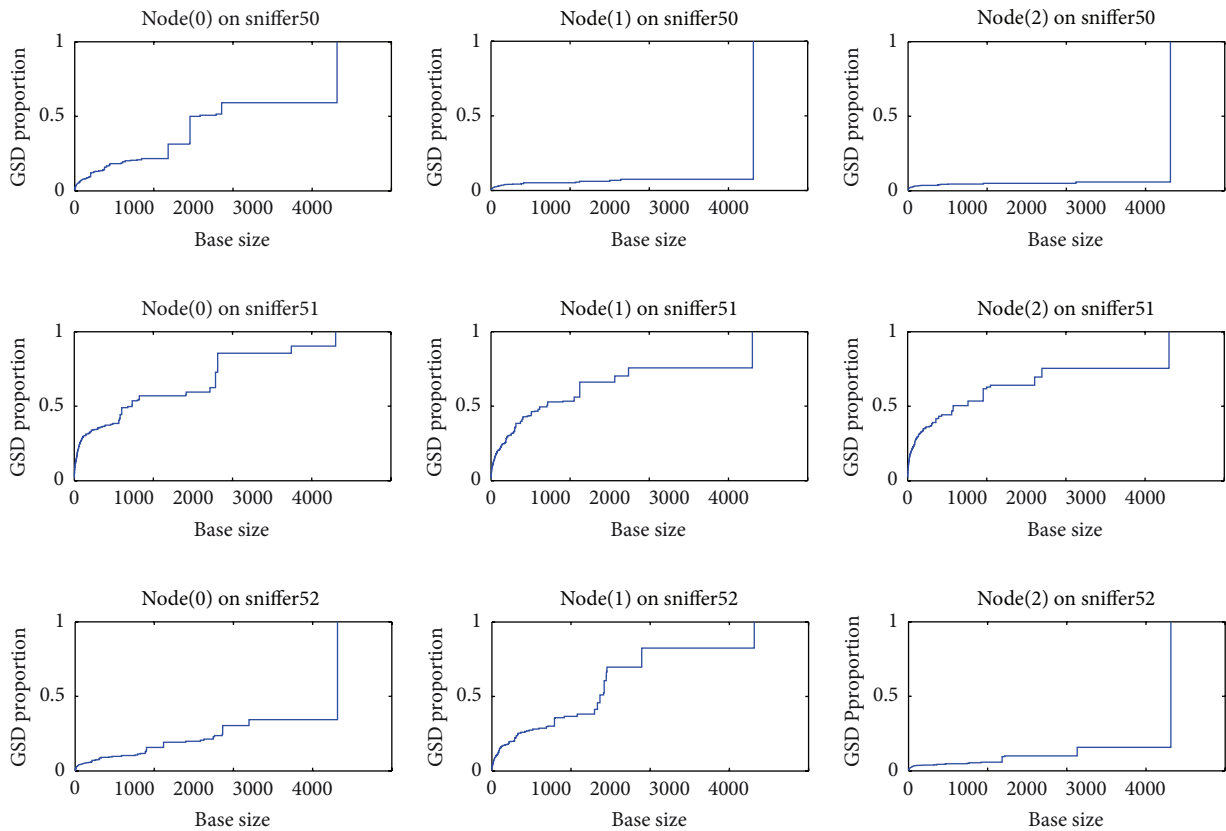 Node(0) on sniffer50
GSD proportion
1
0.5
0
0 1000 2000 3000 4000
Base size
Node(1) on sniffer50
GSD proportion
1
0.5
0
0 1000 2000 3000 4000
Base size
Node(2) on sniffer50
GSD proportion
1
0.5
0
0 1000 2000 3000 4000
Base size
Node(0) on sniffer51
GSD proportion
1
0.5
0
0 1000 2000 3000 4000
Base size
Node(1) on sniffer51
GSD proportion
1
0.5
0
0 1000 2000 3000 4000
Base size
Node(2) on sniffer51
GSD proportion
1
0.5
0
0 1000 2000 3000 4000
Base size
Node(0) on sniffer52
GSD proportion
1
0.5
0
0 1000 2000 3000 4000
Base size
Node(1) on sniffer52
GSD proportion
1
0.5
0
0 1000 2000 3000 4000
Base size
Node(2) on sniffer52
GSD Pproportion
1
0.5
0
0 1000 2000 3000 4000
Base size